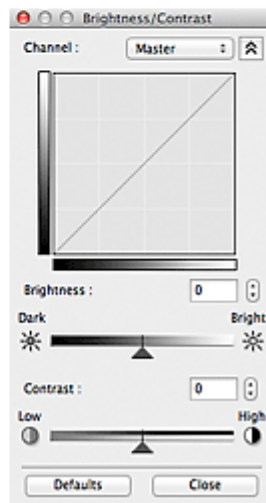 Brightness/Contrast
Channel : Master
Brightness : 0
Dark Bright
Contrast : 0
Low High
Defaults Close